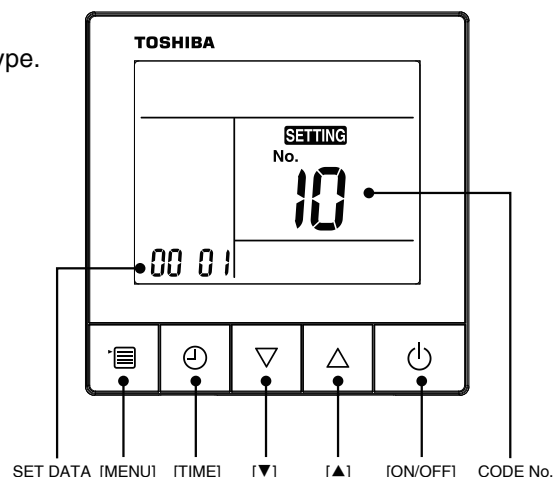 ype.
TOSHIBA
SETTING
No.
10
00 01
SET DATA [MENU] [TIME] [▼] [▲] [ON/OFF] CODE No.